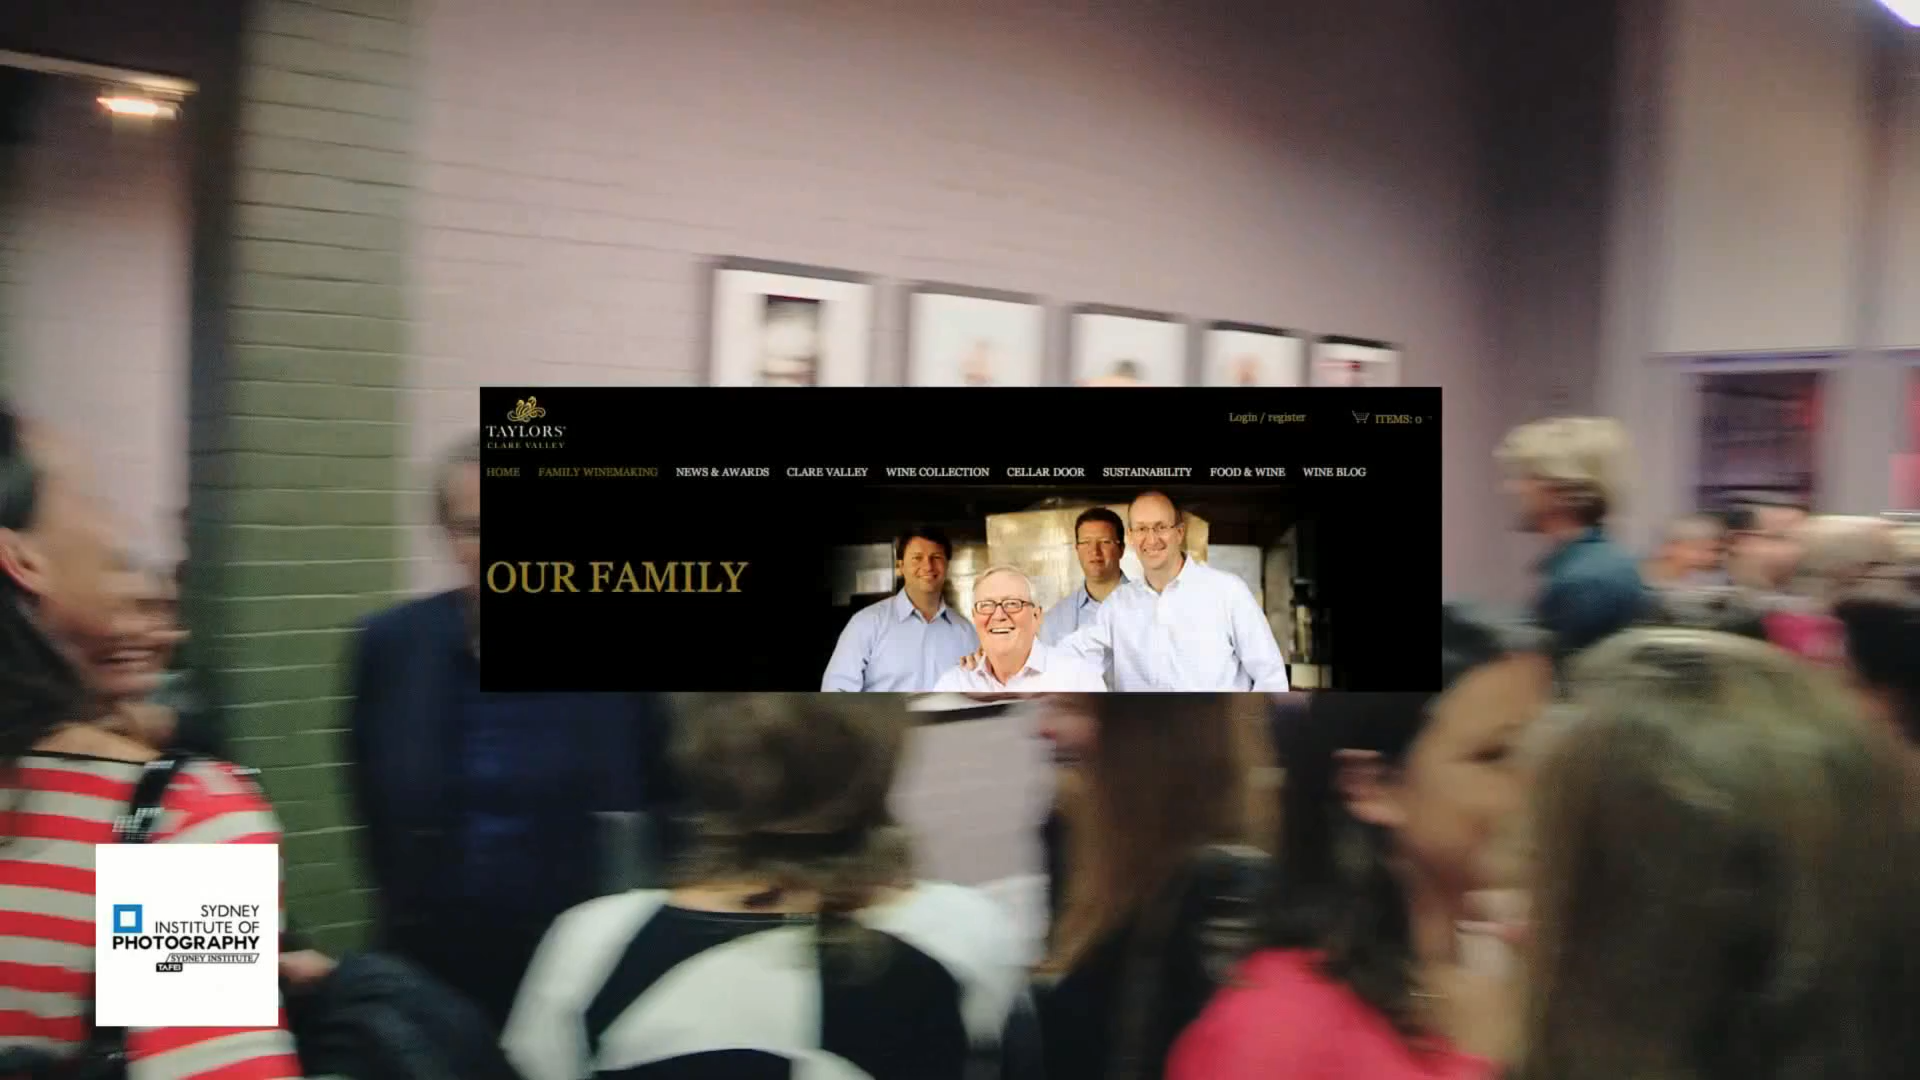 TAYLORS'
CLARE VALLEY
Login / register
ITEMS: 0
HOME FAMILY WINEMAKING NEWS & AWARDS CLARE VALLEY WINE COLLECTION CELLAR DOOR SUSTAINABILITY FOOD & WINE WINE BLOG
OUR FAMILY
SYDNEY
INSTITUTE OF
PHOTOGRAPHY
SYDNEY INSTITUTE
TAFE